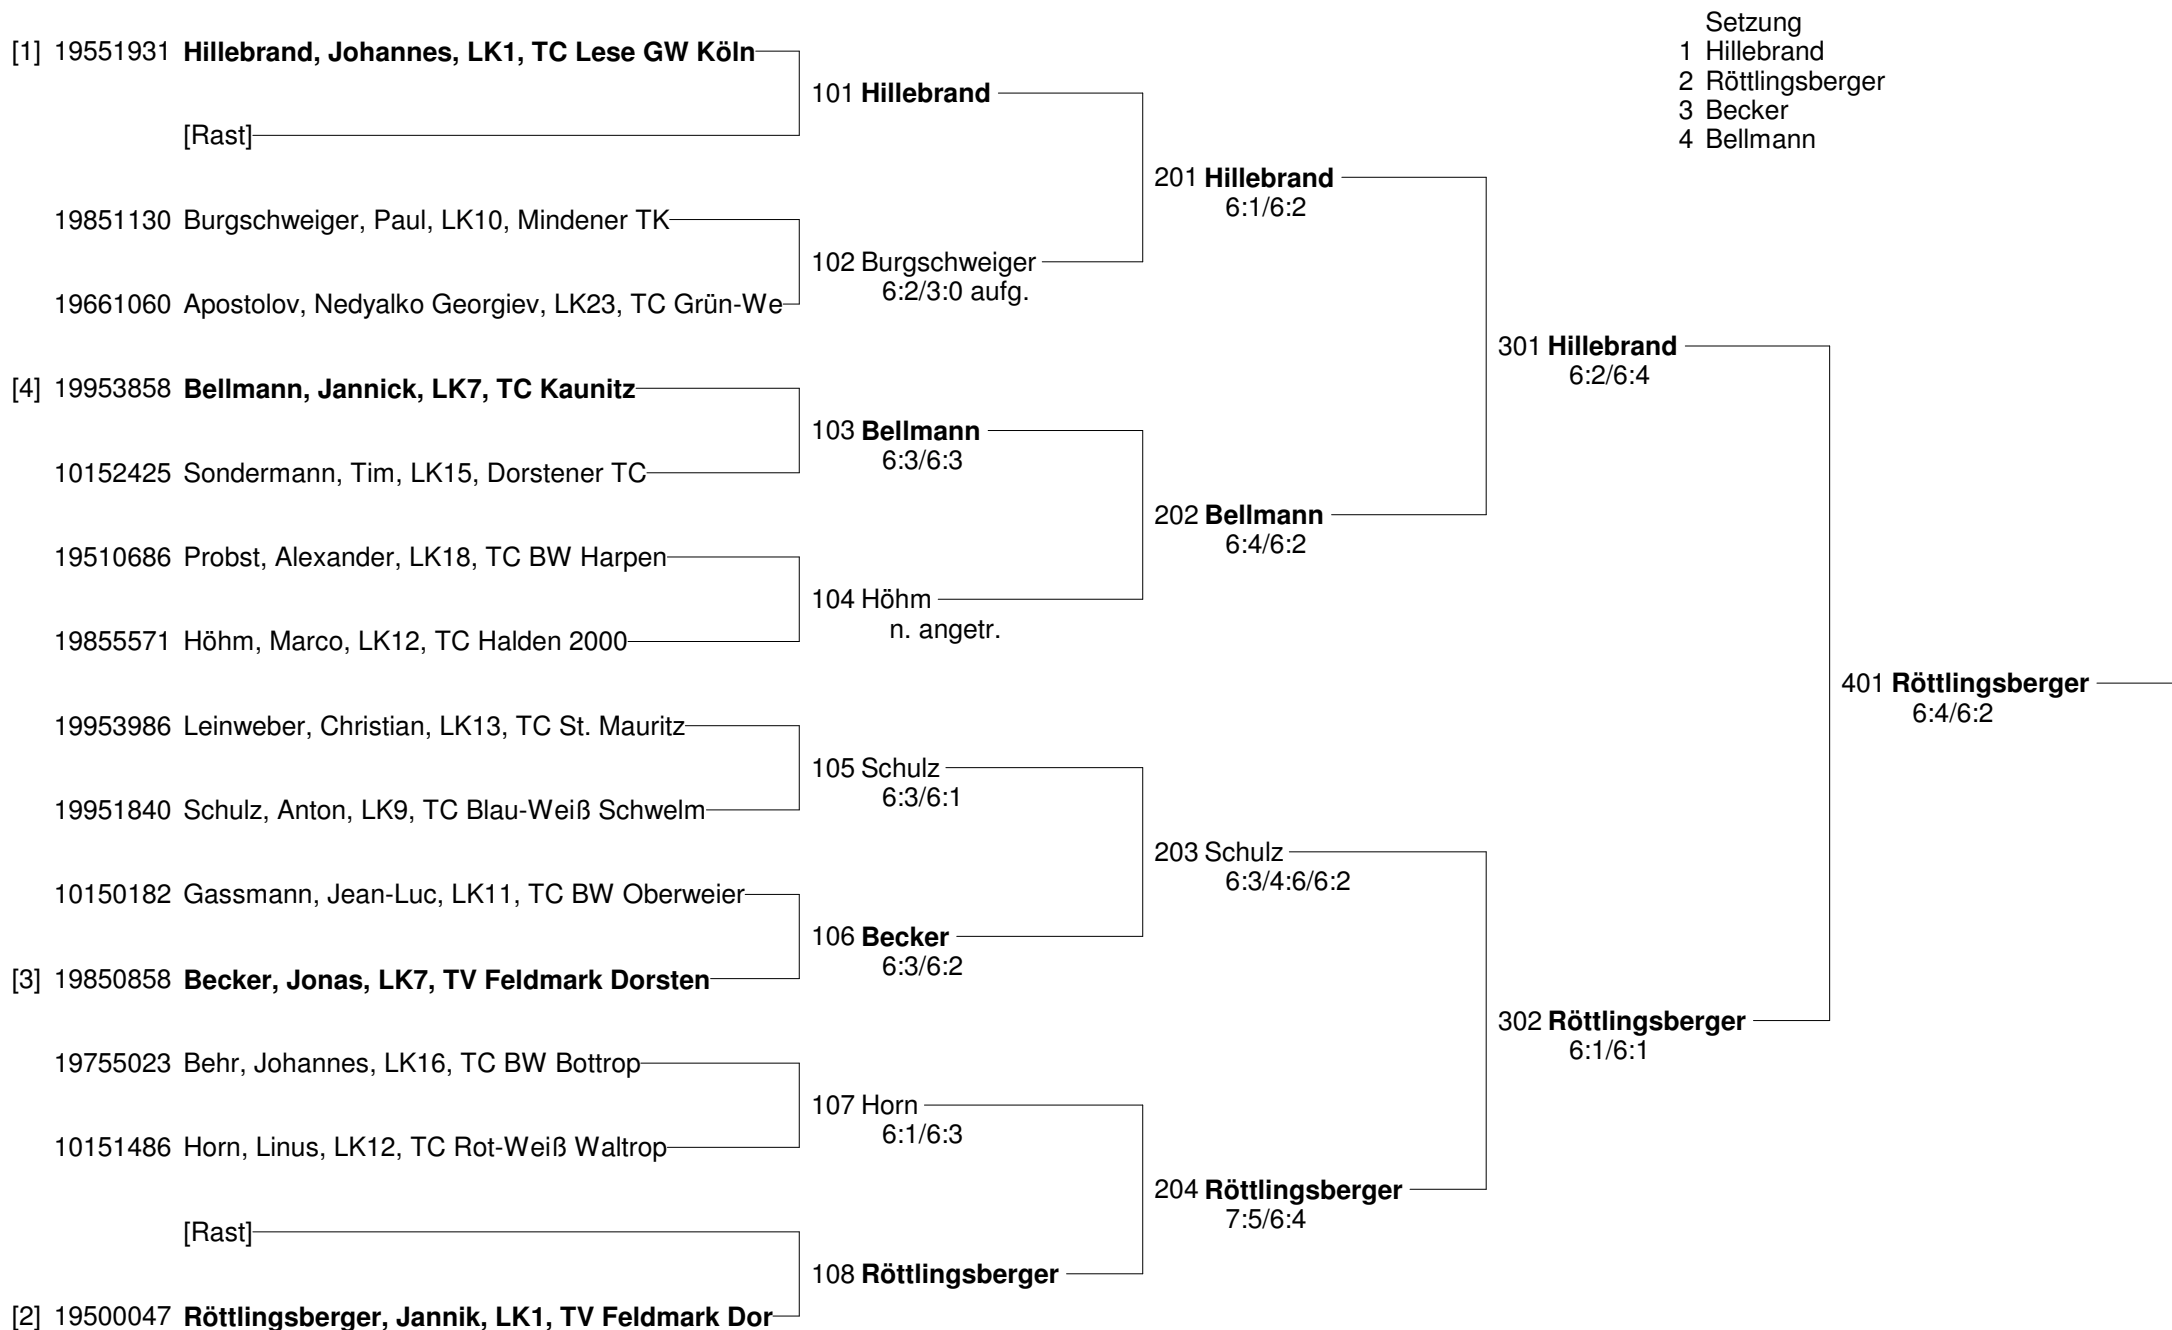 [1] 19551931 Hillebrand, Johannes, LK1, TC Lese GW Köln
[Rast]
19851130 Burgschweiger, Paul, LK10, Mindener TK
19661060 Apostolov, Nedyalko Georgiev, LK23, TC Grün-We
[4] 19953858 Bellmann, Jannick, LK7, TC Kaunitz
10152425 Sondermann, Tim, LK15, Dorstener TC
19510686 Probst, Alexander, LK18, TC BW Harpen
19855571 Höhm, Marco, LK12, TC Halden 2000
19953986 Leinweber, Christian, LK13, TC St. Mauritz
19951840 Schulz, Anton, LK9, TC Blau-Weiß Schwelm
10150182 Gassmann, Jean-Luc, LK11, TC BW Oberweier
[3] 19850858 Becker, Jonas, LK7, TV Feldmark Dorsten
19755023 Behr, Johannes, LK16, TC BW Bottrop
10151486 Horn, Linus, LK12, TC Rot-Weiß Waltrop
[Rast]
[2] 19500047 Röttlingsberger, Jannik, LK1, TV Feldmark Dor
101 Hillebrand
102 Burgschweiger
6:2/3:0 aufg.
103 Bellmann
6:3/6:3
104 Höhm
n. angetr.
105 Schulz
6:3/6:1
106 Becker
6:3/6:2
107 Horn
6:1/6:3
108 Röttlingsberger
201 Hillebrand
6:1/6:2
202 Bellmann
6:4/6:2
203 Schulz
6:3/4:6/6:2
204 Röttlingsberger
7:5/6:4
301 Hillebrand
6:2/6:4
302 Röttlingsberger
6:1/6:1
401 Röttlingsberger
6:4/6:2
Setzung
1 Hillebrand
2 Röttlingsberger
3 Becker
4 Bellmann